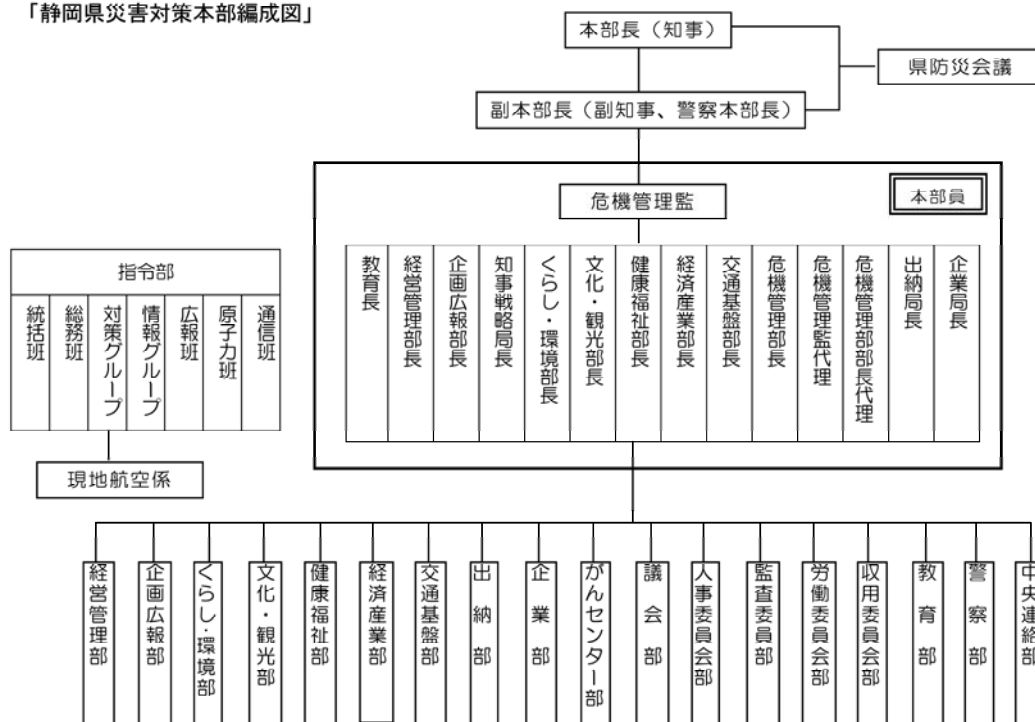 「静岡県災害対策本部編成図」
本部長（知事）
県防災会議
副本部長（副知事、警察本部長）
危機管理監
本部員
教育長
経営管理部長
企画広報部長
知事戦略局長
くらし・環境部長
文化・観光部長
健康福祉部長
経済産業部長
交通基盤部長
危機管理部長
危機管理監代理
危機管理部部長代理
出納局長
企業局長
指令部
統括班
総務班
対策グループ
情報グループ
広報班
原子力班
通信班
現地航空係
経営管理部
企画広報部
くらし・環境部
文化・観光部
健康福祉部
経済産業部
交通基盤部
出納部
企業部
がんセンター部
議会部
人事委員会部
監査委員部
労働委員会部
収用委員会部
教育部
警察部
中央連絡部